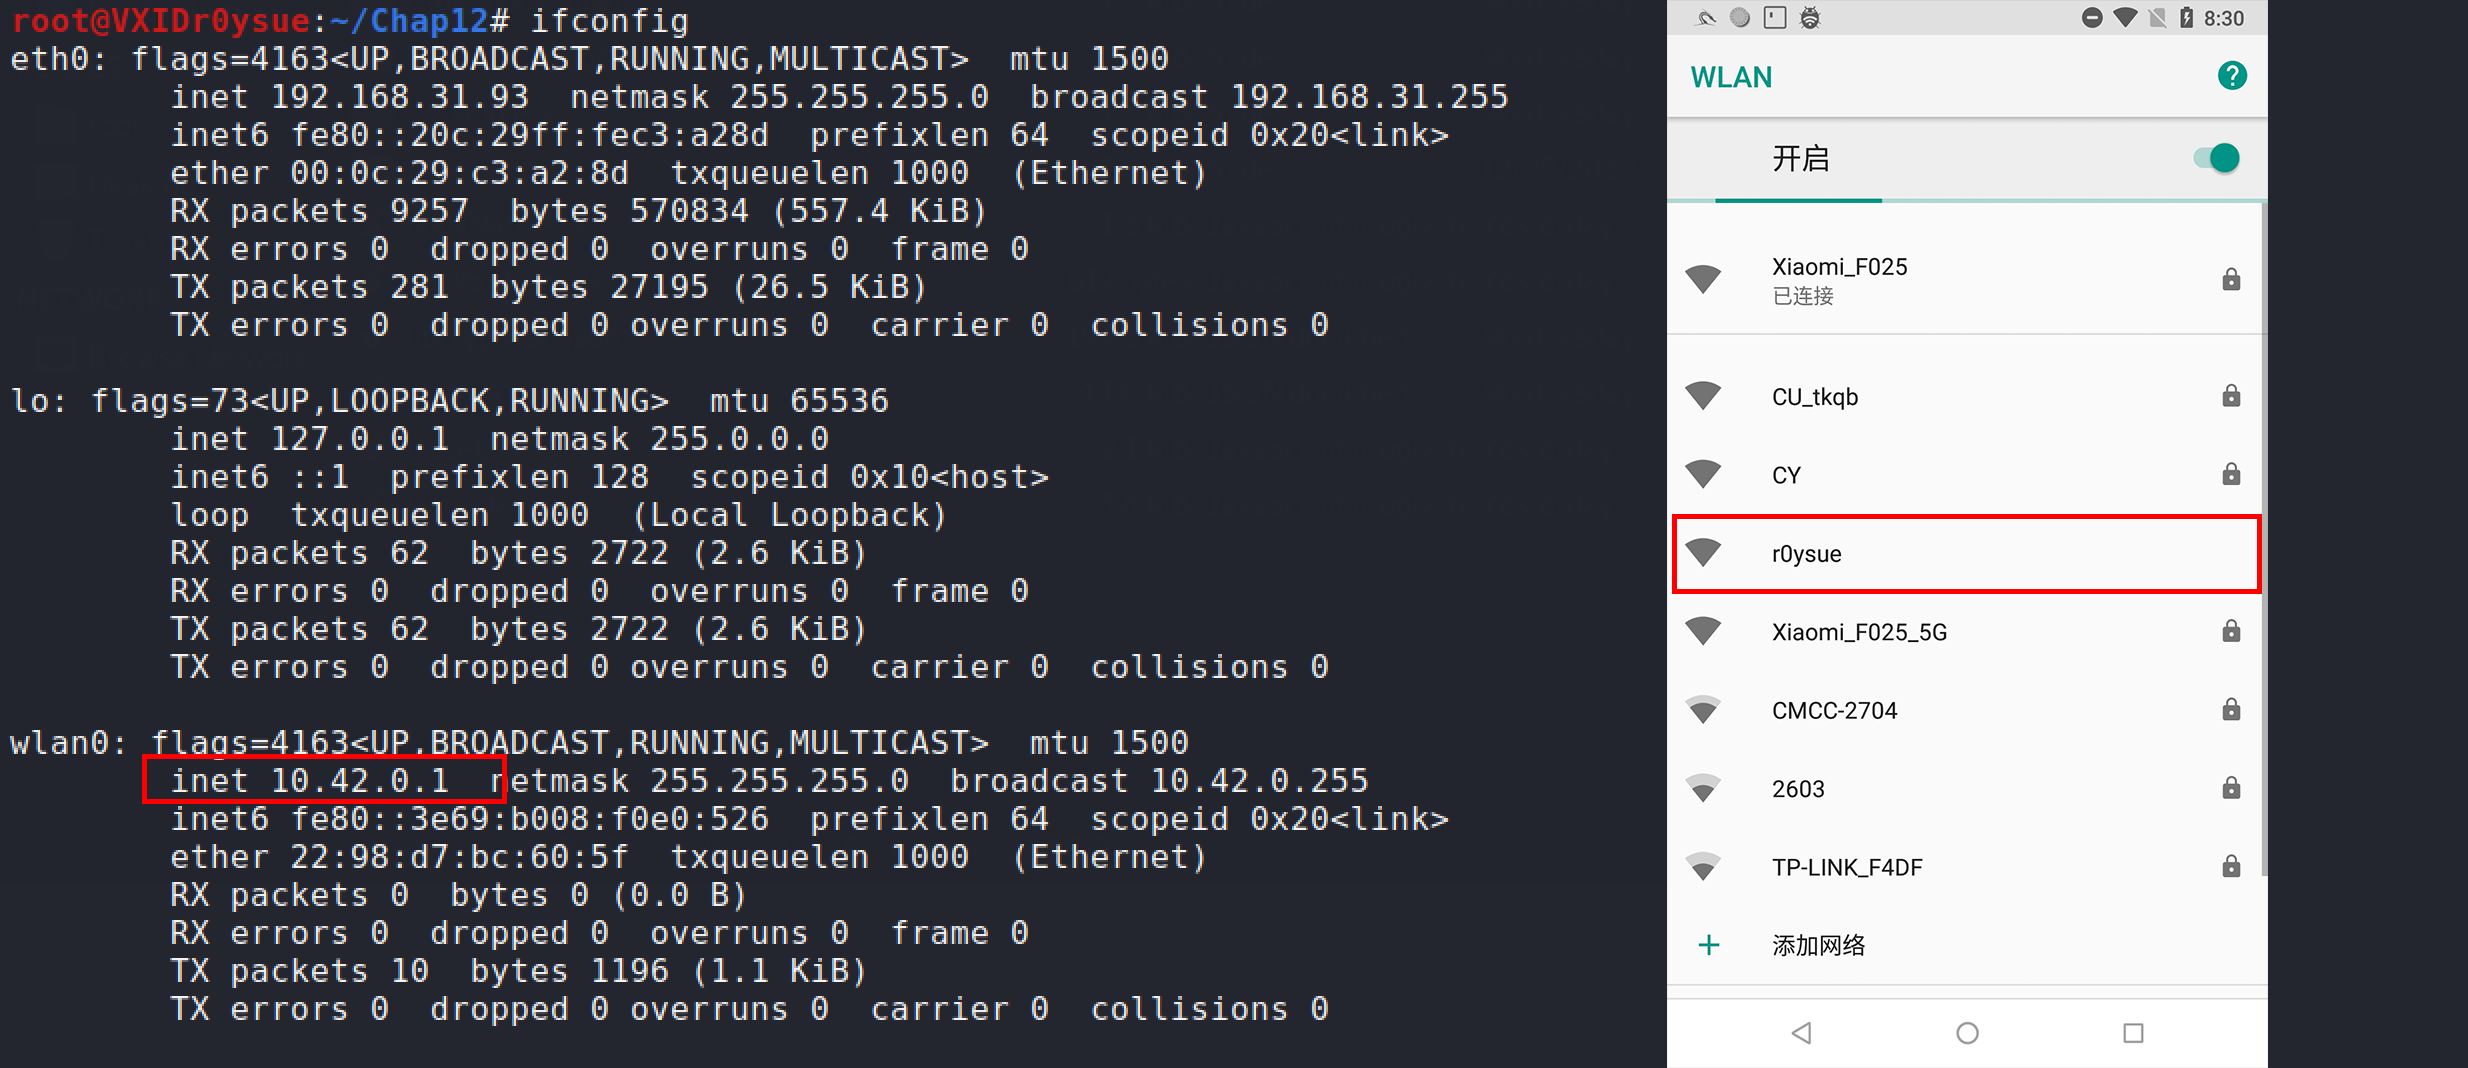 root@VXIDr0ysue:~/Chap12# ifconfig
eth0: flags=4163<UP,BROADCAST,RUNNING,MULTICAST>  mtu 1500
        inet 192.168.31.93  netmask 255.255.255.0  broadcast 192.168.31.255
        inet6 fe80::20c:29ff:fec3:a28d  prefixlen 64  scopeid 0x20<link>
        ether 00:0c:29:c3:a2:8d  txqueuelen 1000  (Ethernet)
        RX packets 9257  bytes 570834 (557.4 KiB)
        RX errors 0  dropped 0  overruns 0  frame 0
        TX packets 281  bytes 27195 (26.5 KiB)
        TX errors 0  dropped 0 overruns 0  carrier 0  collisions 0
lo: flags=73<UP,LOOPBACK,RUNNING>  mtu 65536
        inet 127.0.0.1  netmask 255.0.0.0
        inet6 ::1  prefixlen 128  scopeid 0x10<host>
        loop  txqueuelen 1000  (Local Loopback)
        RX packets 62  bytes 2722 (2.6 KiB)
        RX errors 0  dropped 0  overruns 0  frame 0
        TX packets 62  bytes 2722 (2.6 KiB)
        TX errors 0  dropped 0 overruns 0  carrier 0  collisions 0
wlan0: flags=4163<UP,BROADCAST,RUNNING,MULTICAST>  mtu 1500
        inet 10.42.0.1  netmask 255.255.255.0  broadcast 10.42.0.255
        inet6 fe80::3e69:b008:f0e0:526  prefixlen 64  scopeid 0x20<link>
        ether 22:98:d7:bc:60:5f  txqueuelen 1000  (Ethernet)
        RX packets 0  bytes 0 (0.0 B)
        RX errors 0  dropped 0  overruns 0  frame 0
        TX packets 10  bytes 1196 (1.1 KiB)
        TX errors 0  dropped 0 overruns 0  carrier 0  collisions 0
8:30
WLAN
开启
Xiaomi_F025
已连接
CU_tkqb
CY
r0ysue
Xiaomi_F025_5G
CMCC-2704
2603
TP-LINK_F4DF
添加网络